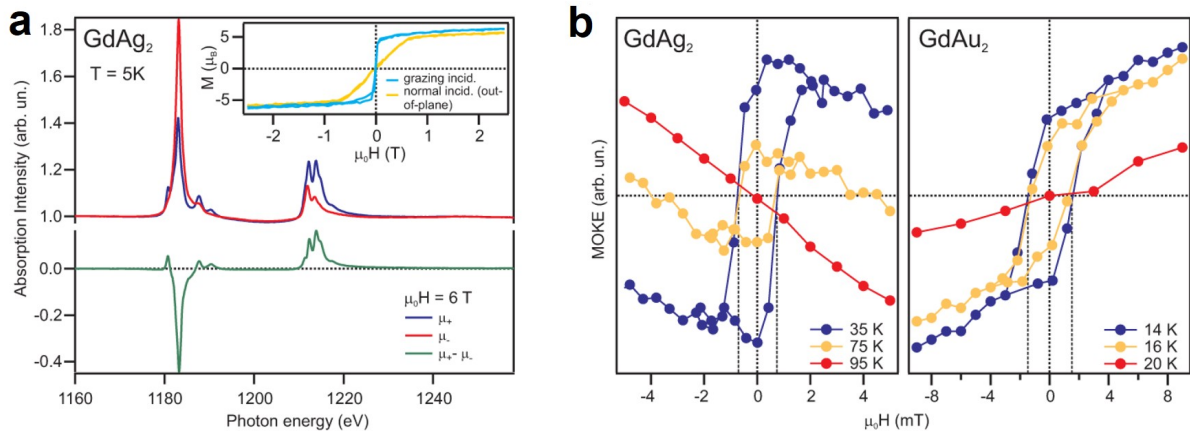 a
GdAg2
T = 5K
Absorption Intensity (arb. un.)
1.8
1.6
1.4
1.2
1.0
0.0
-0.2
-0.4
M (μB)
5
0
-5
grazing incid.
normal incid. (out-
of-plane)
-2 -1 0 1 2
μ0H (T)
μ0H = 6 T
μ+
μ-
μ+- μ-
1160 1180 1200 1220 1240
Photon energy (eV)
b
GdAg2
MOKE (arb. un.)
35 K
75 K
95 K
-4 -2 0 2 4
GdAu2
14 K
16 K
20 K
-8 -4 0 4 8
μ0H (mT)